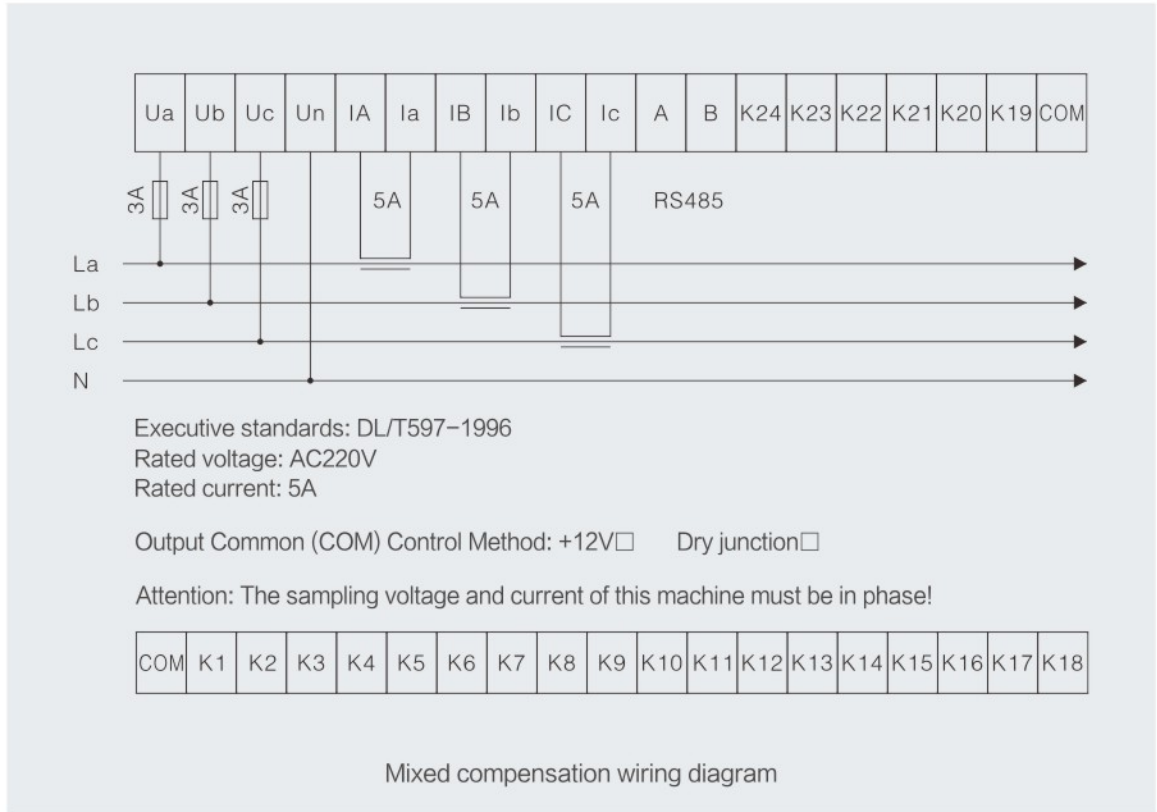 Ua Ub Uc Un IA Ia IB Ib IC Ic A B K24 K23 K22 K21 K20 K19 COM
3A 3A 3A 5A 5A 5A RS485
La
Lb
Lc
N
Executive standards: DL/T597-1996
Rated voltage: AC220V
Rated current: 5A
Output Common (COM) Control Method: +12V□ Dry junction□
Attention: The sampling voltage and current of this machine must be in phase!
COM K1 K2 K3 K4 K5 K6 K7 K8 K9 K10 K11 K12 K13 K14 K15 K16 K17 K18
Mixed compensation wiring diagram